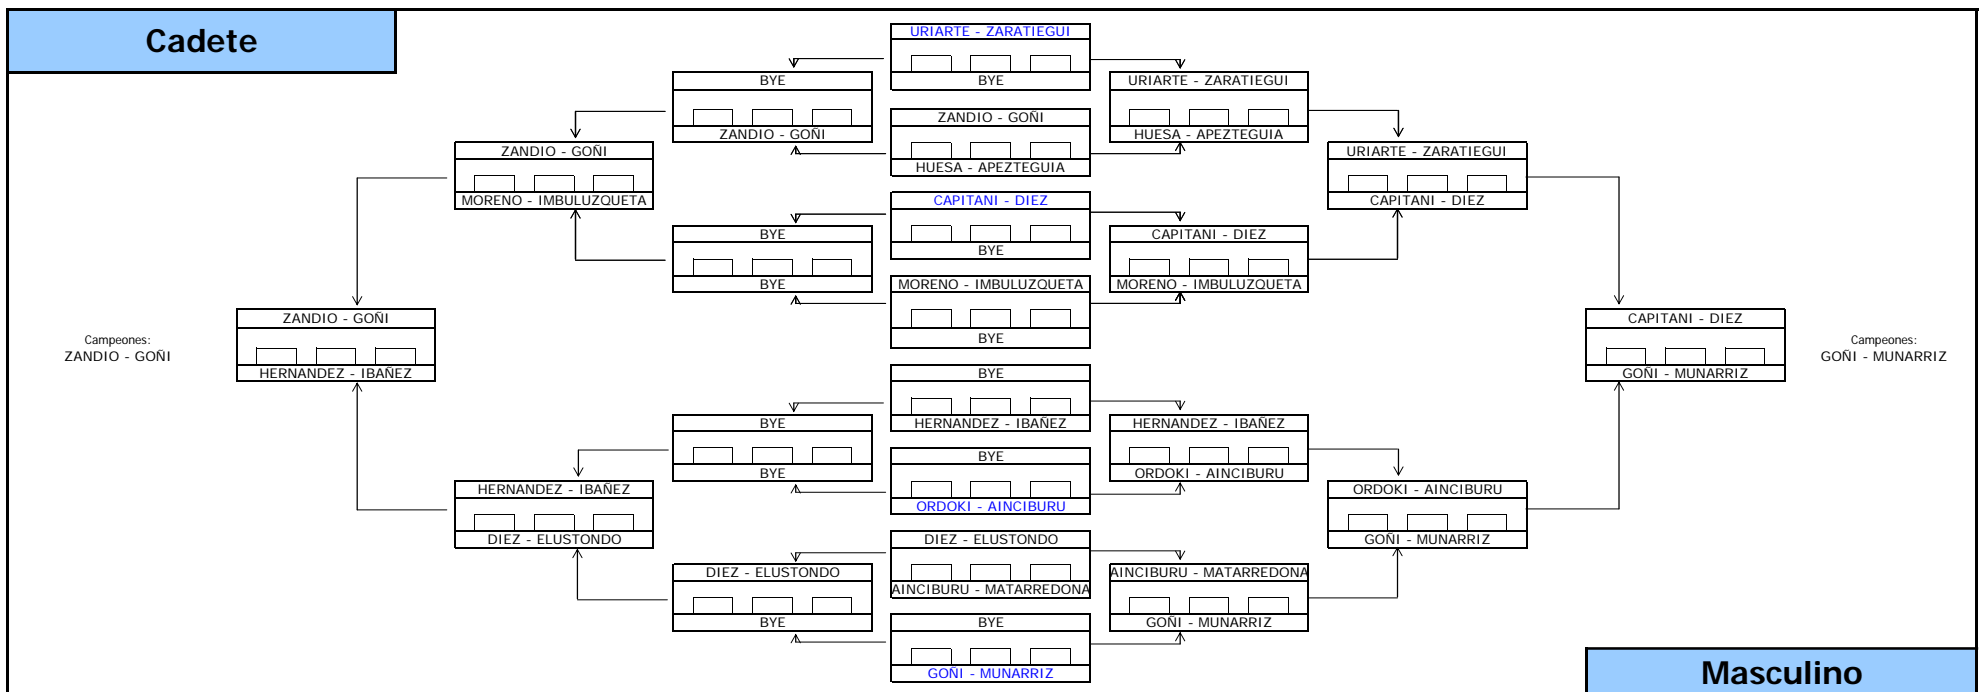 Cadete
URIARTE - ZARATIEGUI
BYE
ZANDIO - GOÑI
HUESA - APEZTEGUIA
CAPITANI - DIEZ
BYE
MORENO - IMBULUZQUETA
BYE
BYE
HERNANDEZ - IBAÑEZ
BYE
ORDOKI - AINCIBURU
DIEZ - ELUSTONDO
AINCIBURU - MATARREDONA
BYE
GOÑI - MUNARRIZ
BYE
ZANDIO - GOÑI
BYE
BYE
BYE
BYE
DIEZ - ELUSTONDO
BYE
ZANDIO - GOÑI
MORENO - IMBULUZQUETA
HERNANDEZ - IBAÑEZ
DIEZ - ELUSTONDO
ZANDIO - GOÑI
HERNANDEZ - IBAÑEZ
Campeones:
ZANDIO - GOÑI
URIARTE - ZARATIEGUI
HUESA - APEZTEGUIA
CAPITANI - DIEZ
MORENO - IMBULUZQUETA
HERNANDEZ - IBAÑEZ
ORDOKI - AINCIBURU
AINCIBURU - MATARREDONA
GOÑI - MUNARRIZ
URIARTE - ZARATIEGUI
CAPITANI - DIEZ
ORDOKI - AINCIBURU
GOÑI - MUNARRIZ
CAPITANI - DIEZ
GOÑI - MUNARRIZ
Campeones:
GOÑI - MUNARRIZ
Masculino